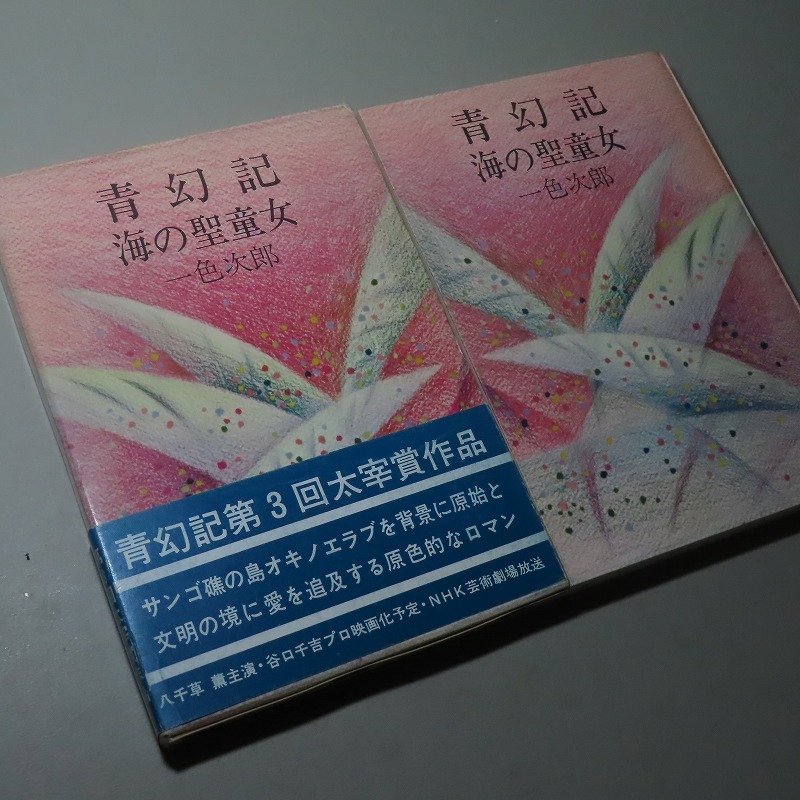 青幻記
海の聖童女
一色次郎
青幻記第3回太宰賞作品
サンゴ礁の島オキノエラブを背景に原始と
文明の境に愛を追及する原色的なロマン
八千草 薫主演・谷口千吉プロ映画化予定・NHK芸術劇場放送
青幻記
海の聖童女
一色次郎